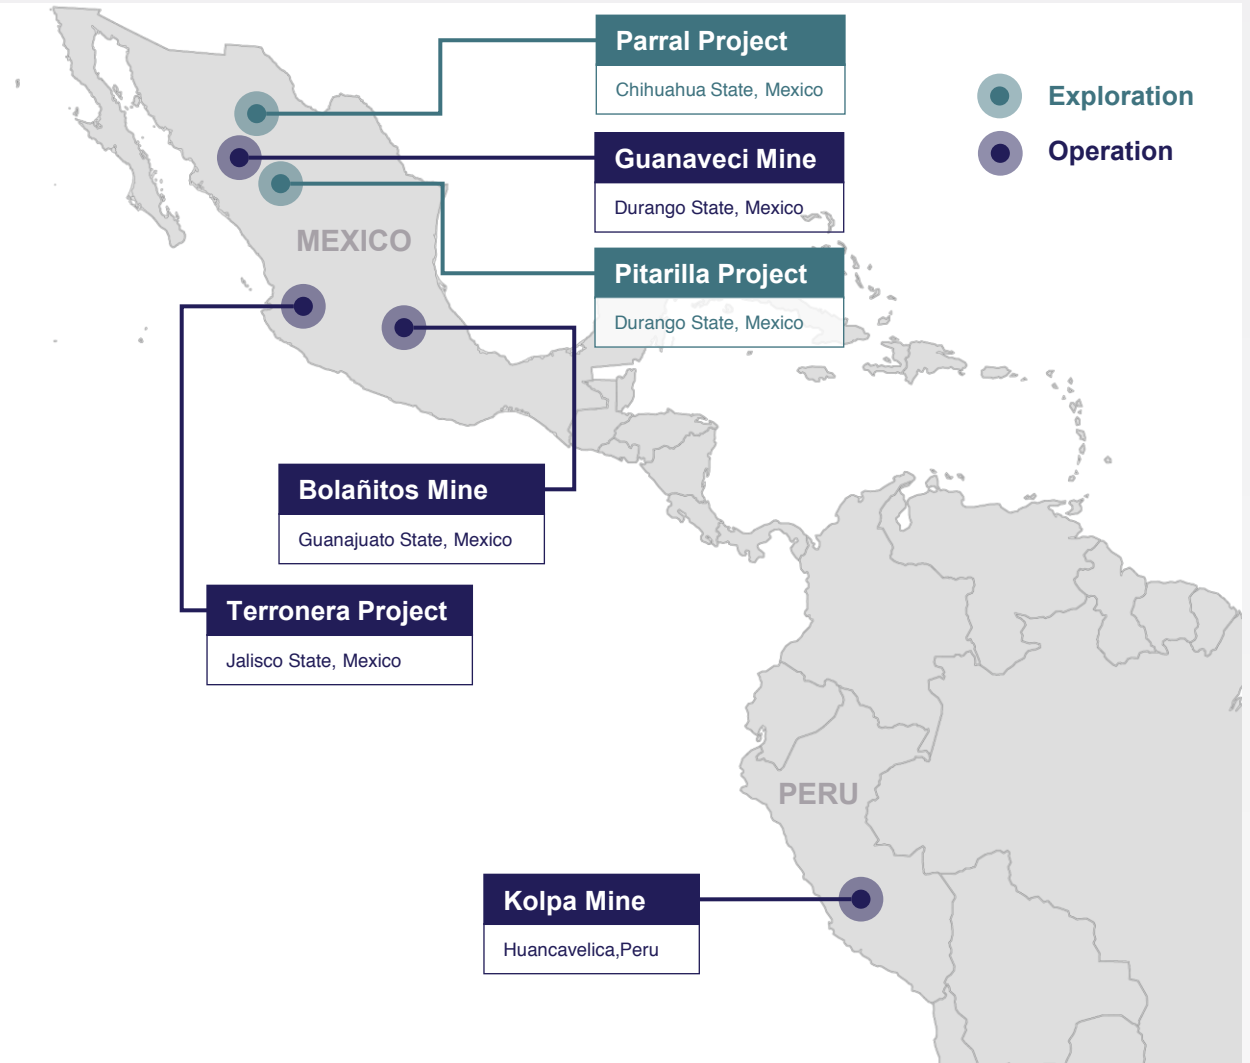 Parral Project
Chihuahua State, Mexico
Exploration
Operation
Guanaveci Mine
Durango State, Mexico
MEXICO
Pitarilla Project
Durango State, Mexico
Bolañitos Mine
Guanajuato State, Mexico
Terronera Project
Jalisco State, Mexico
PERU
Kolpa Mine
Huancavelica,Peru